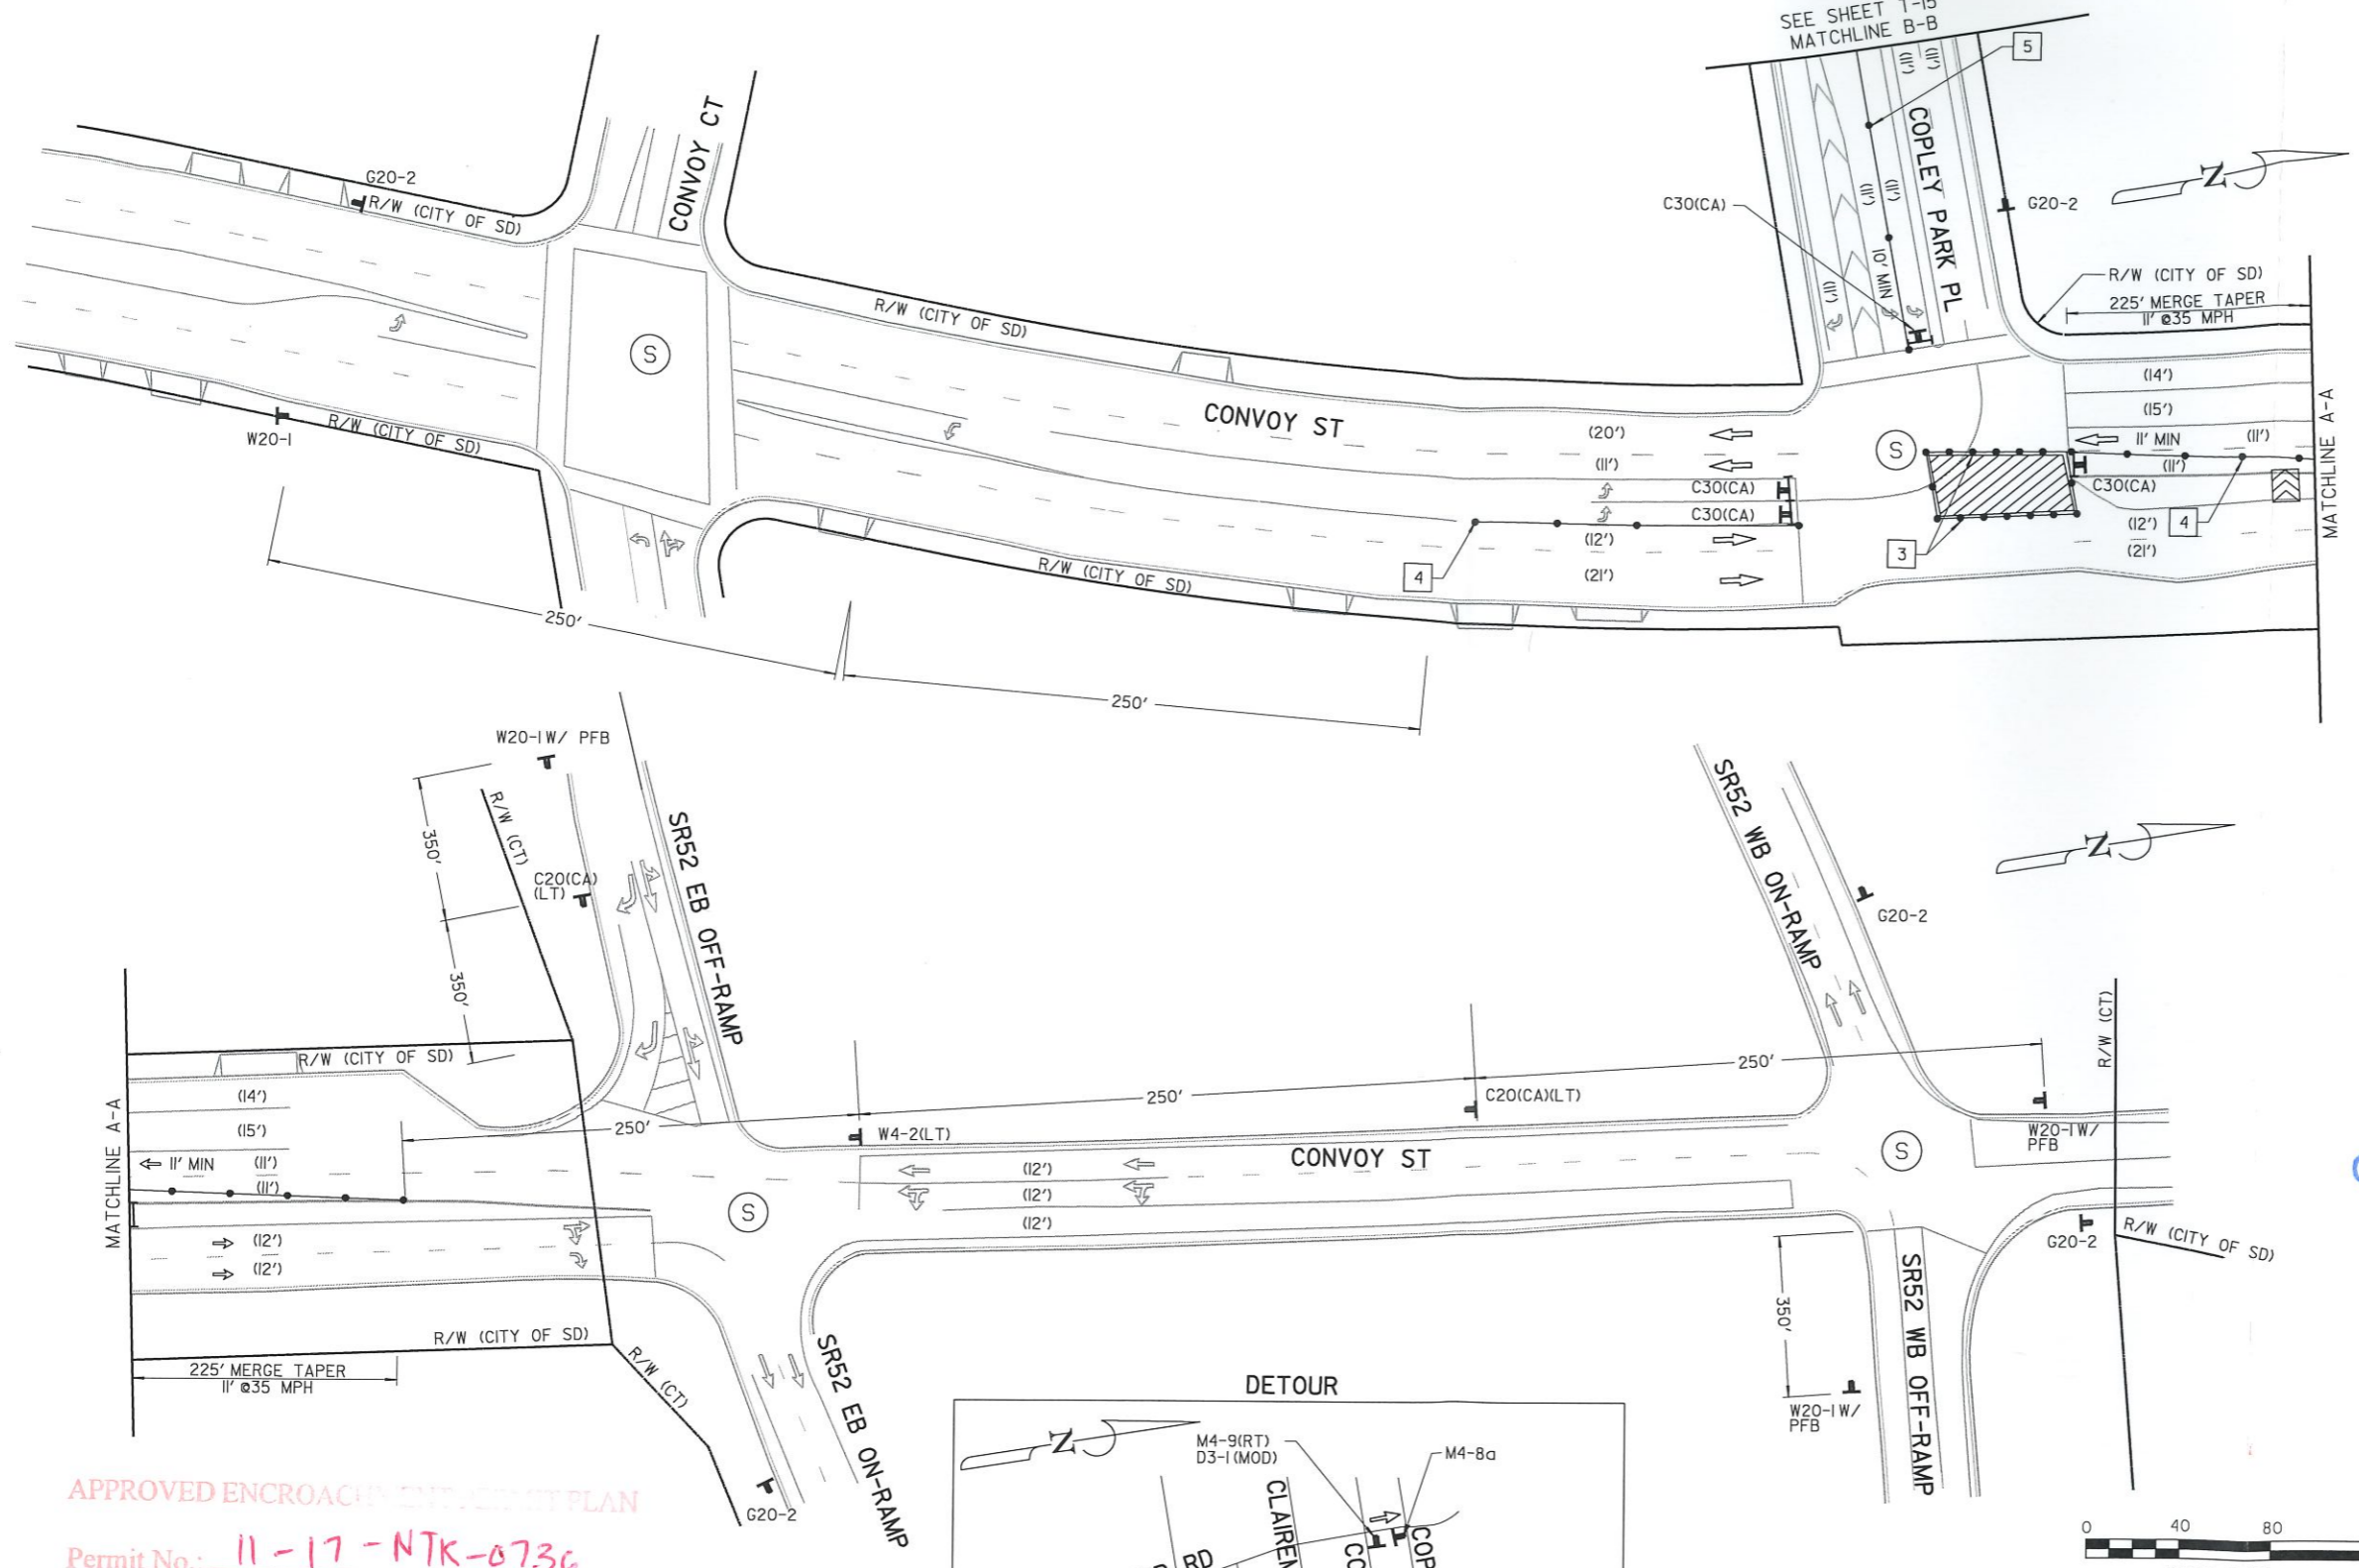 SEE SHEET T-15
MATCHLINE B-B
5
(11')
(11')
CONVOY CT
G20-2
R/W (CITY OF SD)
COPLEY PARK PL
C30(CA)
(11')
(11')
10' MIN
(11')
G20-2
N
R/W (CITY OF SD)
225' MERGE TAPER
11' @35 MPH
R/W (CITY OF SD)
S
W20-1
R/W (CITY OF SD)
CONVOY ST
(20')
(11')
C30(CA)
C30(CA)
(12')
(21')
S
(14')
(15')
11' MIN
(11')
(11')
C30(CA)
(12')
4
(21')
3
4
MATCHLINE A-A
R/W (CITY OF SD)
250'
250'
W20-1W/ PFB
350'
R/W (CT)
C20(CA)
(LT)
350'
SR52 EB OFF-RAMP
SR52 WB ON-RAMP
G20-2
N
R/W (CT)
MATCHLINE A-A
R/W (CITY OF SD)
(14')
(15')
11' MIN
(11')
(11')
(12')
(12')
250'
250'
250'
W4-2(LT)
C20(CA)(LT)
W20-1W/
PFB
CONVOY ST
(12')
(12')
(12')
S
S
G20-2
R/W (CITY OF SD)
R/W (CITY OF SD)
225' MERGE TAPER
11' @35 MPH
R/W (CT)
SR52 EB ON-RAMP
G20-2
350'
W20-1W/
PFB
SR52 WB OFF-RAMP
DETOUR
N
M4-9(RT)
D3-1(MOD)
M4-8a
CLAIREM
CO
COP
RD
APPROVED ENCROACH PLAN
Permit No.: 11-17-NTK-0736
0 40 80